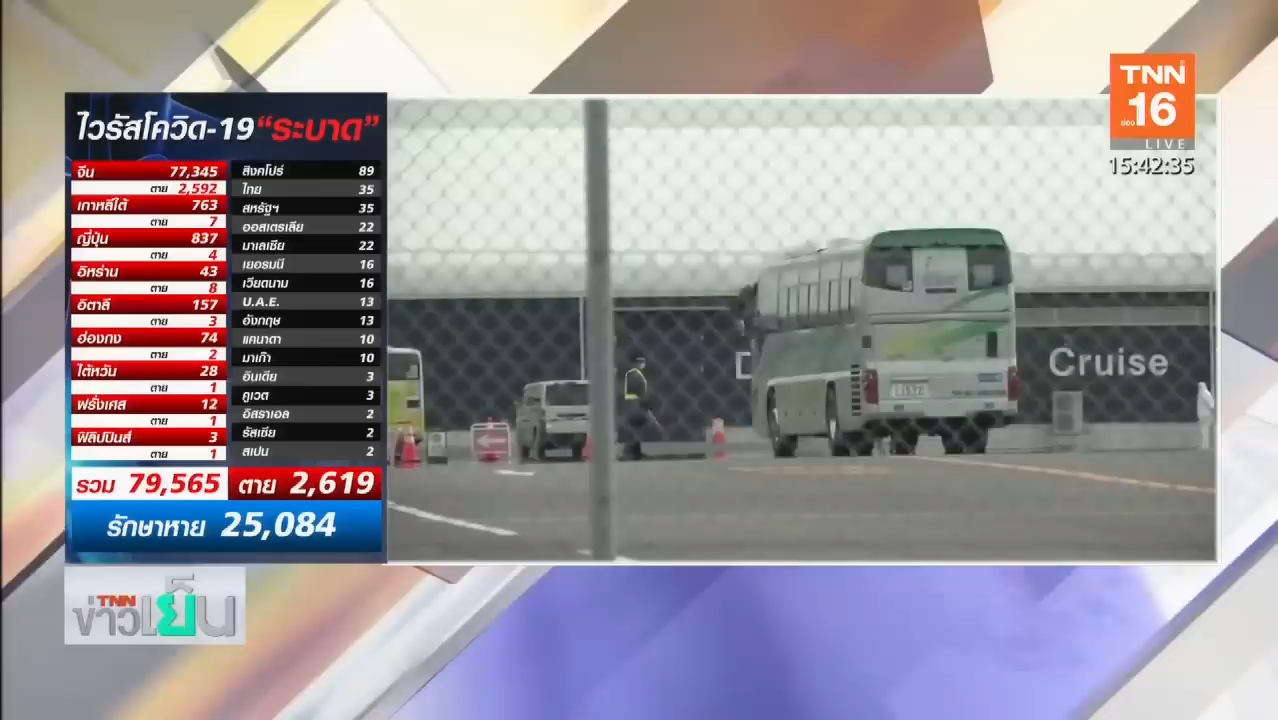 ไวรัสโควิด-19 “ระบาด”
จีน 77,345
ตาย 2,592
เกาหลีใต้ 763
ตาย 7
ญี่ปุ่น 837
ตาย 4
อิหร่าน 43
ตาย 8
อิตาลี 157
ตาย 3
ฮ่องกง 74
ตาย 2
ไต้หวัน 28
ตาย 1
ฝรั่งเศส 12
ตาย 1
ฟิลิปปินส์ 3
ตาย 1
สิงคโปร์ 89
ไทย 35
สหรัฐฯ 35
ออสเตรเลีย 22
มาเลเซีย 22
เยอรมนี 16
เวียดนาม 16
U.A.E. 13
อังกฤษ 13
แคนาดา 10
มาเก๊า 10
อินเดีย 3
คูเวต 3
อิสราเอล 2
รัสเซีย 2
สเปน 2
รวม 79,565 ตาย 2,619
รักษาหาย 25,084
TNN
ข่าวเย็น
TNN
ช่อง 16
LIVE
15:42:35
Cruise